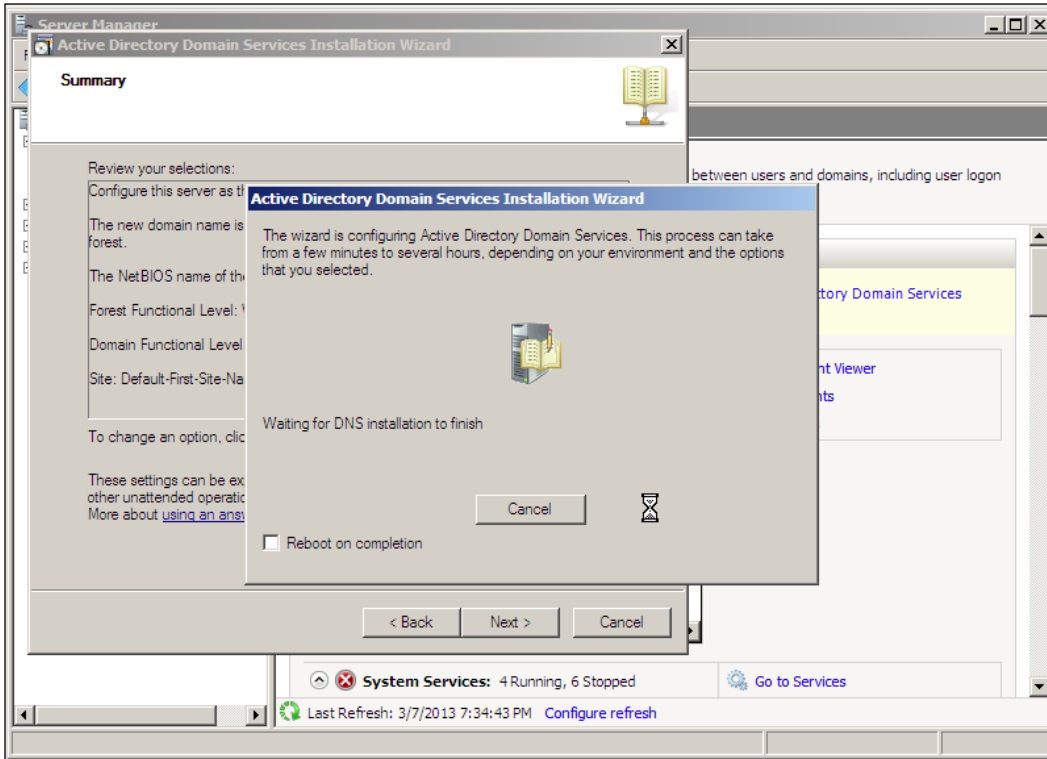 Server Manager
Active Directory Domain Services Installation Wizard
Summary
Review your selections:
Configure this server as
The new domain name is
forest.
The NetBIOS name of the
Forest Functional Level:
Domain Functional Level
Site: Default-First-Site-Na
To change an option, clic
These settings can be ex
other unattended operatio
More about using an answ
< Back
Next >
Cancel
Active Directory Domain Services Installation Wizard
The wizard is configuring Active Directory Domain Services. This process can take
from a few minutes to several hours, depending on your environment and the options
that you selected.
Waiting for DNS installation to finish
Cancel
Reboot on completion
between users and domains, including user logon
ctory Domain Services
nt Viewer
nts
System Services: 4 Running, 6 Stopped
Go to Services
Last Refresh: 3/7/2013 7:34:43 PM Configure refresh